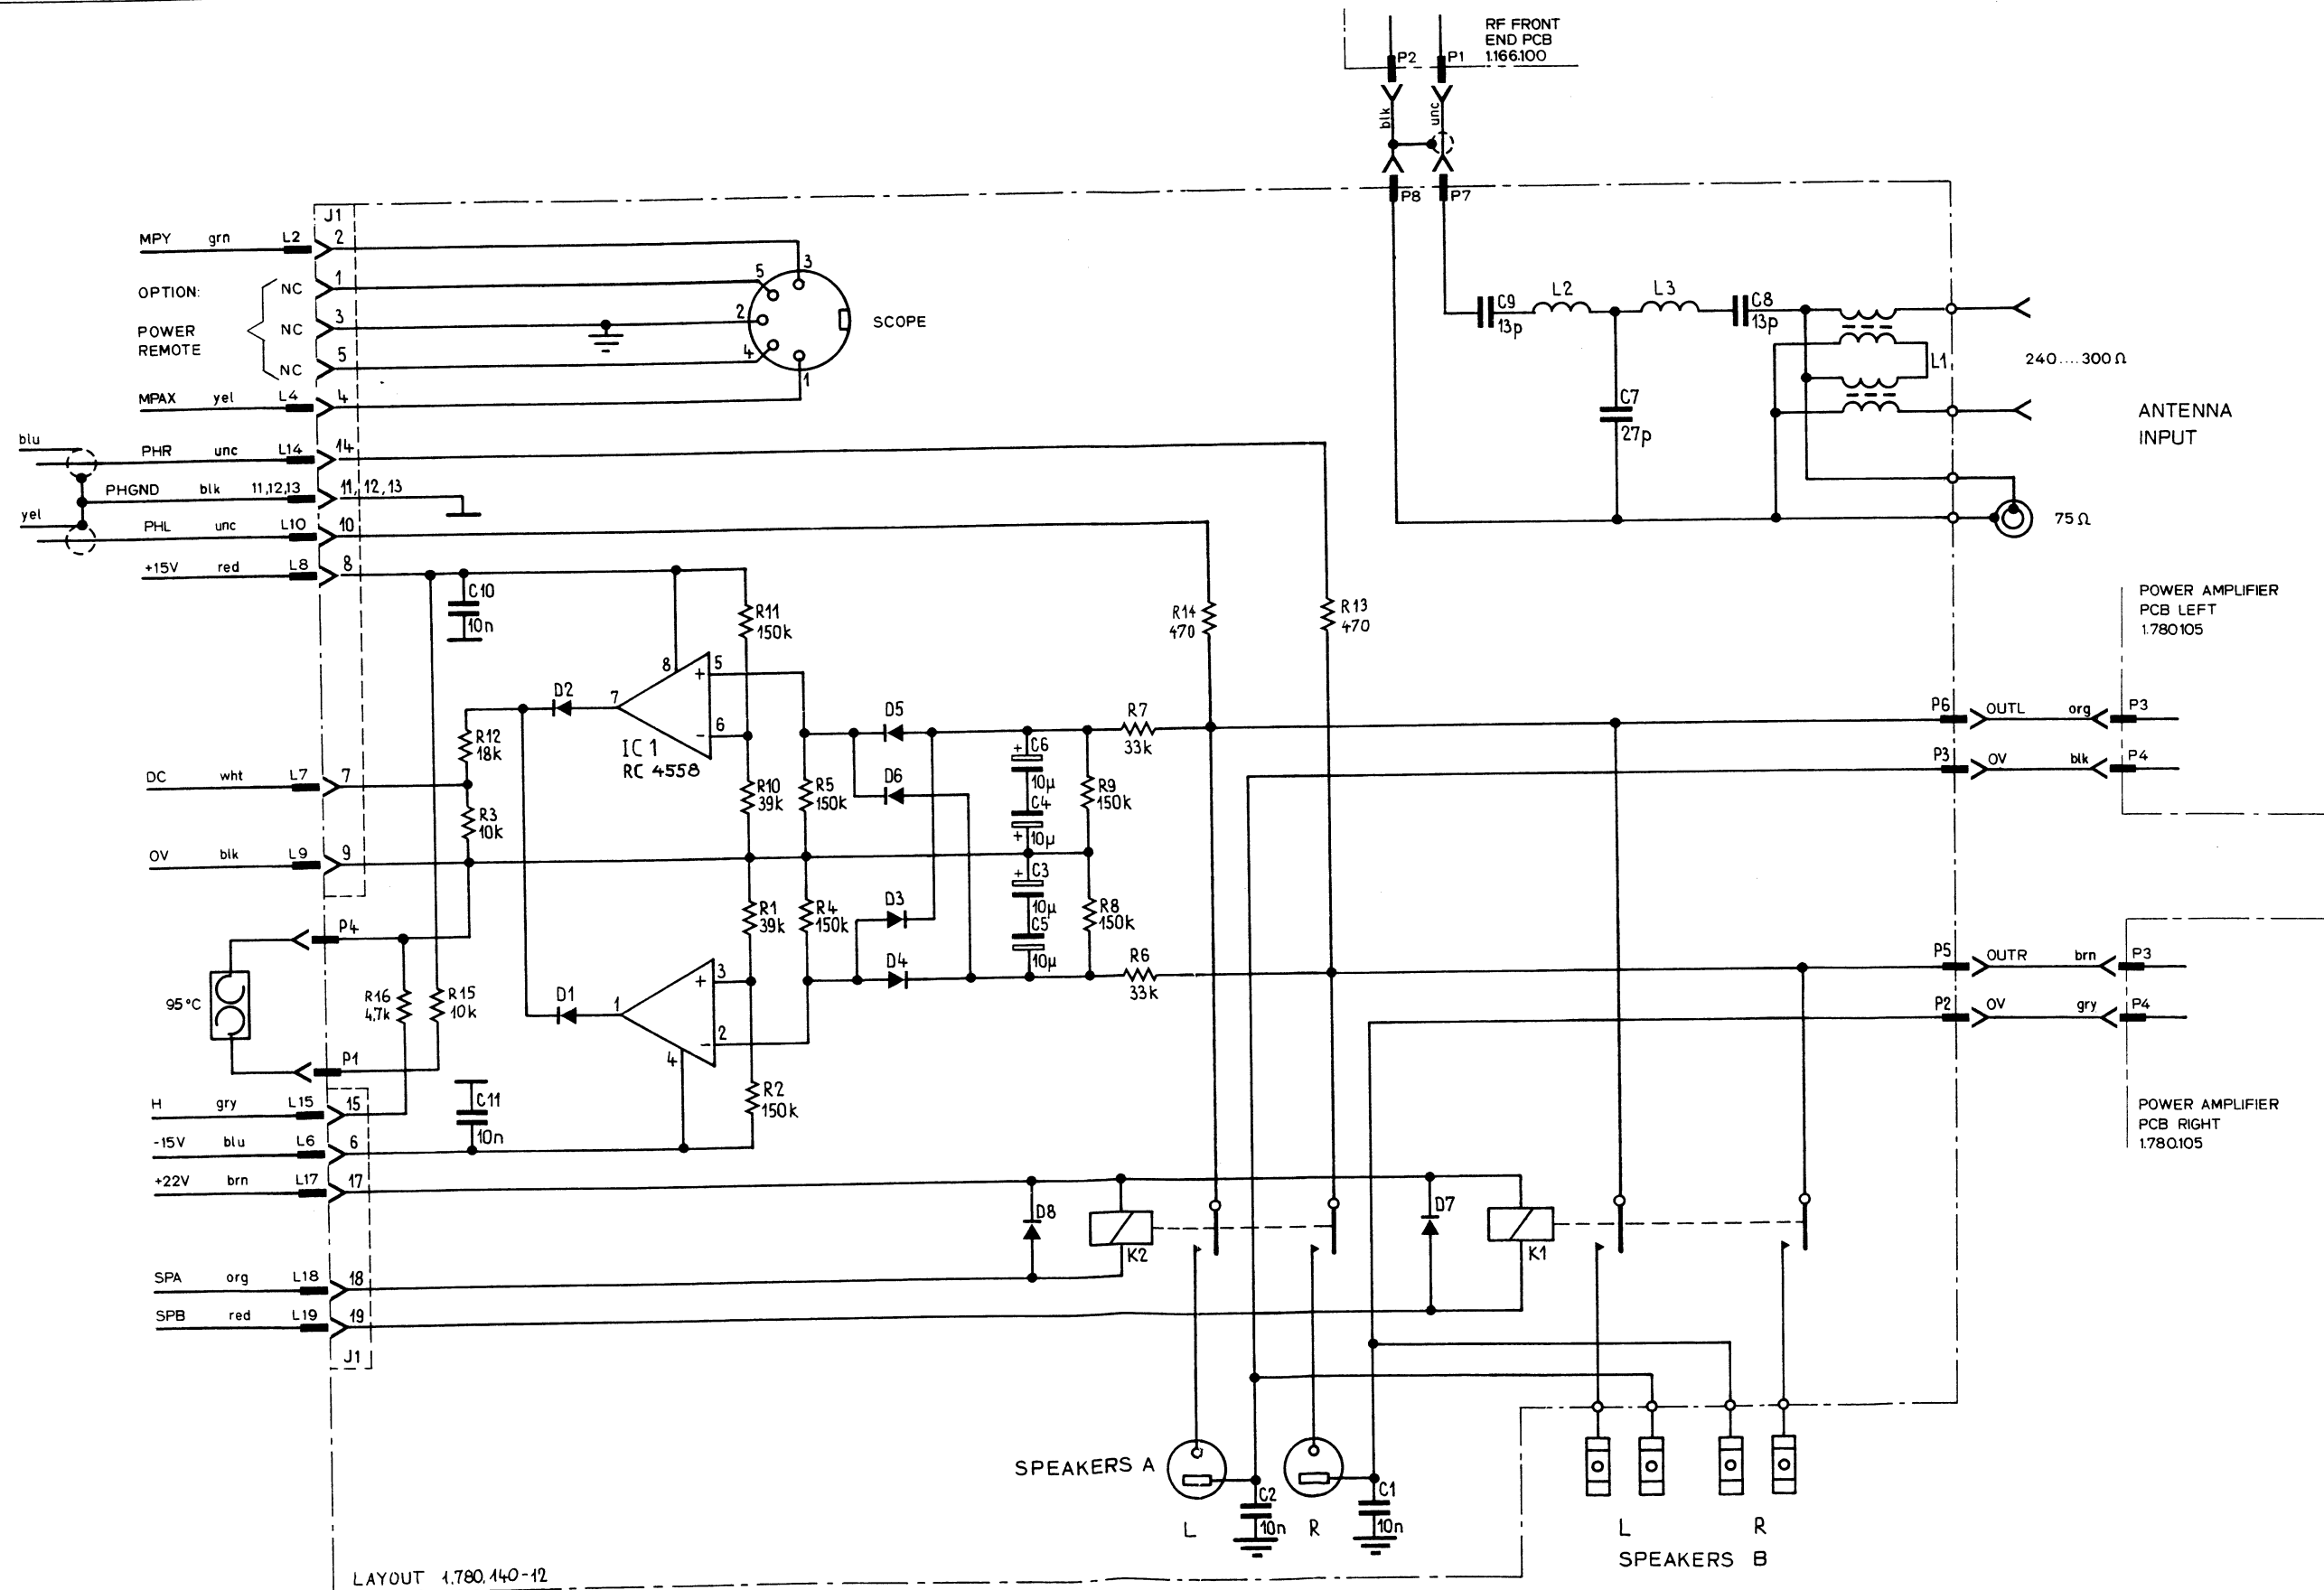 RF FRONT
END PCB
1.166.100
P2
P1
blk
unc
P8
P7
J1
MPY grn L2 2
OPTION:
POWER
REMOTE
NC 1
NC 3
NC 5
MPAX yel L4 4
5
3
2
4
1
SCOPE
C9
13p
L2
L3
C8
13p
C7
27p
L1
240....300Ω
ANTENNA
INPUT
75Ω
blu
PHR unc L14 14
PHGND blk 11,12,13 11,12,13
yel
PHL unc L10 10
+15V red L8 8
C10
10n
R11
150k
R14
470
R13
470
POWER AMPLIFIER
PCB LEFT
1.780105
8
5
+
7
6
-
IC1
RC 4558
D2
R12
18k
D5
D6
R7
33k
C6
+
10µ
C4
+
10µ
R9
150k
R10
39k
R5
150k
P6 OUTL org P3
P3 OV blk P4
DC wht L7 7
R3
10k
OV blk L9 9
C3
+
10µ
C5
10µ
R8
150k
R1
39k
R4
150k
D3
D4
R6
33k
P4
95°C
R16
4,7k
R15
10k
P1
D1
1
3
+
2
-
4
P5 OUTR brn P3
P2 OV gry P4
POWER AMPLIFIER
PCB RIGHT
1.780.105
R2
150k
C11
10n
H gry L15 15
-15V blu L6 6
+22V brn L17 17
D8
K2
D7
K1
SPA org L18 18
SPB red L19 19
J1
SPEAKERS A
L
C2
10n
R
C1
10n
L
R
SPEAKERS B
LAYOUT 1.780.140-12